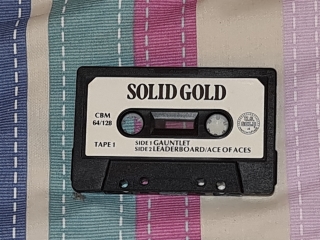 SOLID GOLD
CBM
64/128
TAPE 1
SIDE 1 GAUNTLET
SIDE 2 LEADERBOARD/ACE OF ACES